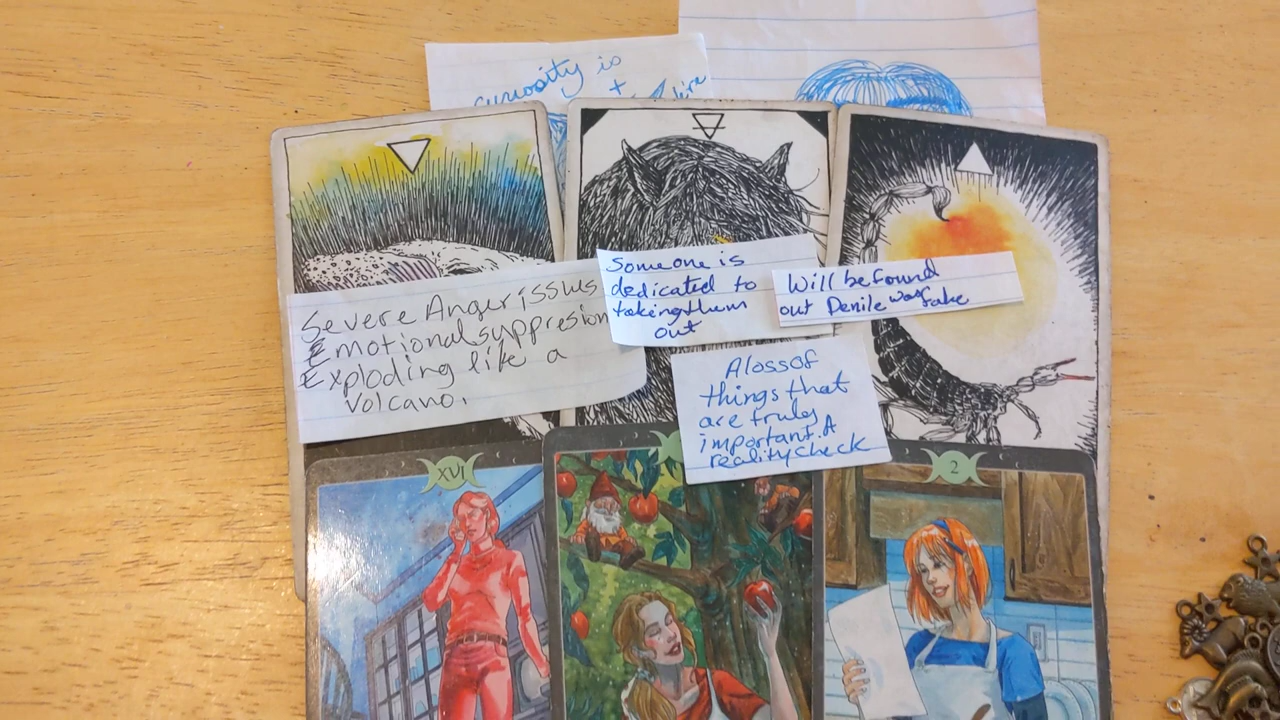 curiosity is
+
Severe Anger issues
Emotional suppresion
Exploding like a
Volcano.
Someone is
dedicated to
taking them
out
Will be found
out Denile was fake
A loss of
things that
are truly
important. A
reality check
XVI
2